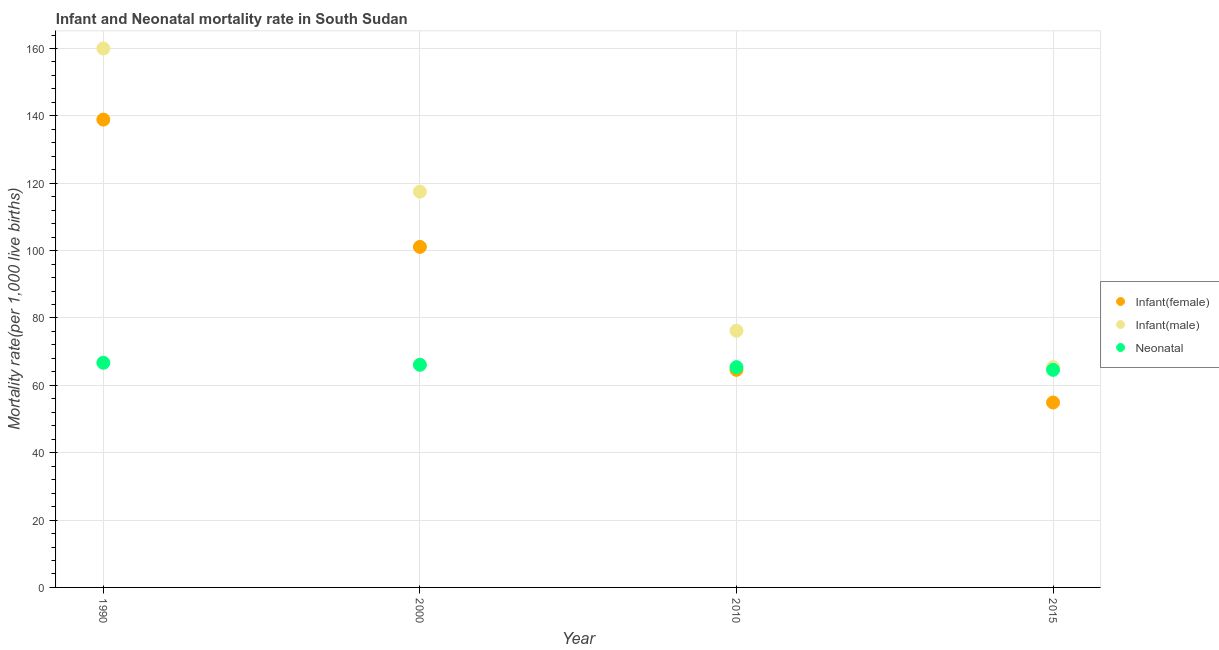 Infant and Neonatal mortality rate in South Sudan
Mortality rate(per 1,000 live births)
160
140
120
100
80
60
40
20
0
1990
2000
2010
2015
Year
Infant(female)
Infant(male)
Neonatal